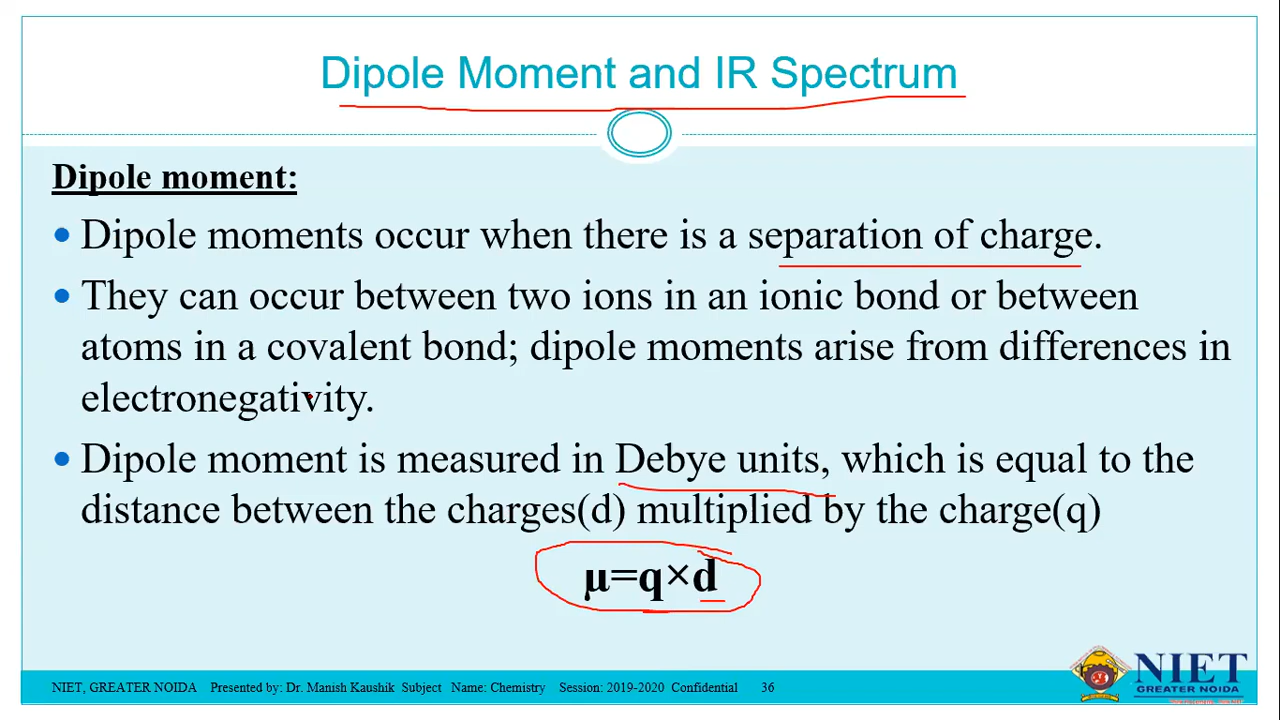 Dipole Moment and IR Spectrum
Dipole moment:
• Dipole moments occur when there is a separation of charge.
• They can occur between two ions in an ionic bond or between
atoms in a covalent bond; dipole moments arise from differences in
electronegativity.
• Dipole moment is measured in Debye units, which is equal to the
distance between the charges(d) multiplied by the charge(q)
μ=q×d
NIET, GREATER NOIDA Presented by: Dr. Manish Kaushik Subject Name: Chemistry Session: 2019-2020 Confidential 36
NIET
GREATER NOIDA